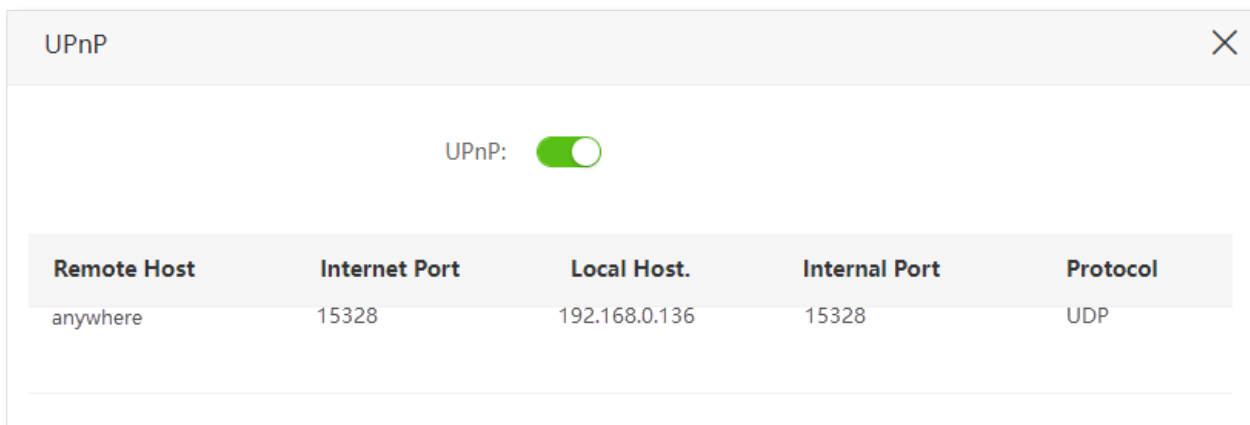 UPnP
UPnP:
Remote Host Internet Port Local Host. Internal Port Protocol
anywhere 15328 192.168.0.136 15328 UDP